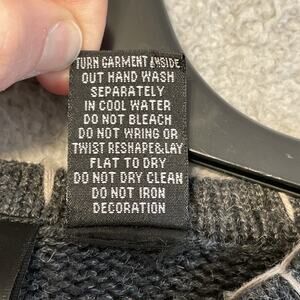 TURN GARMENT INSIDE
OUT HAND WASH
SEPARATELY
IN COOL WATER
DO NOT BLEACH
DO NOT WRING OR
TWIST RESHAPE&LAY
FLAT TO DRY
DO NOT DRY CLEAN
DO NOT IRON
DECORATION